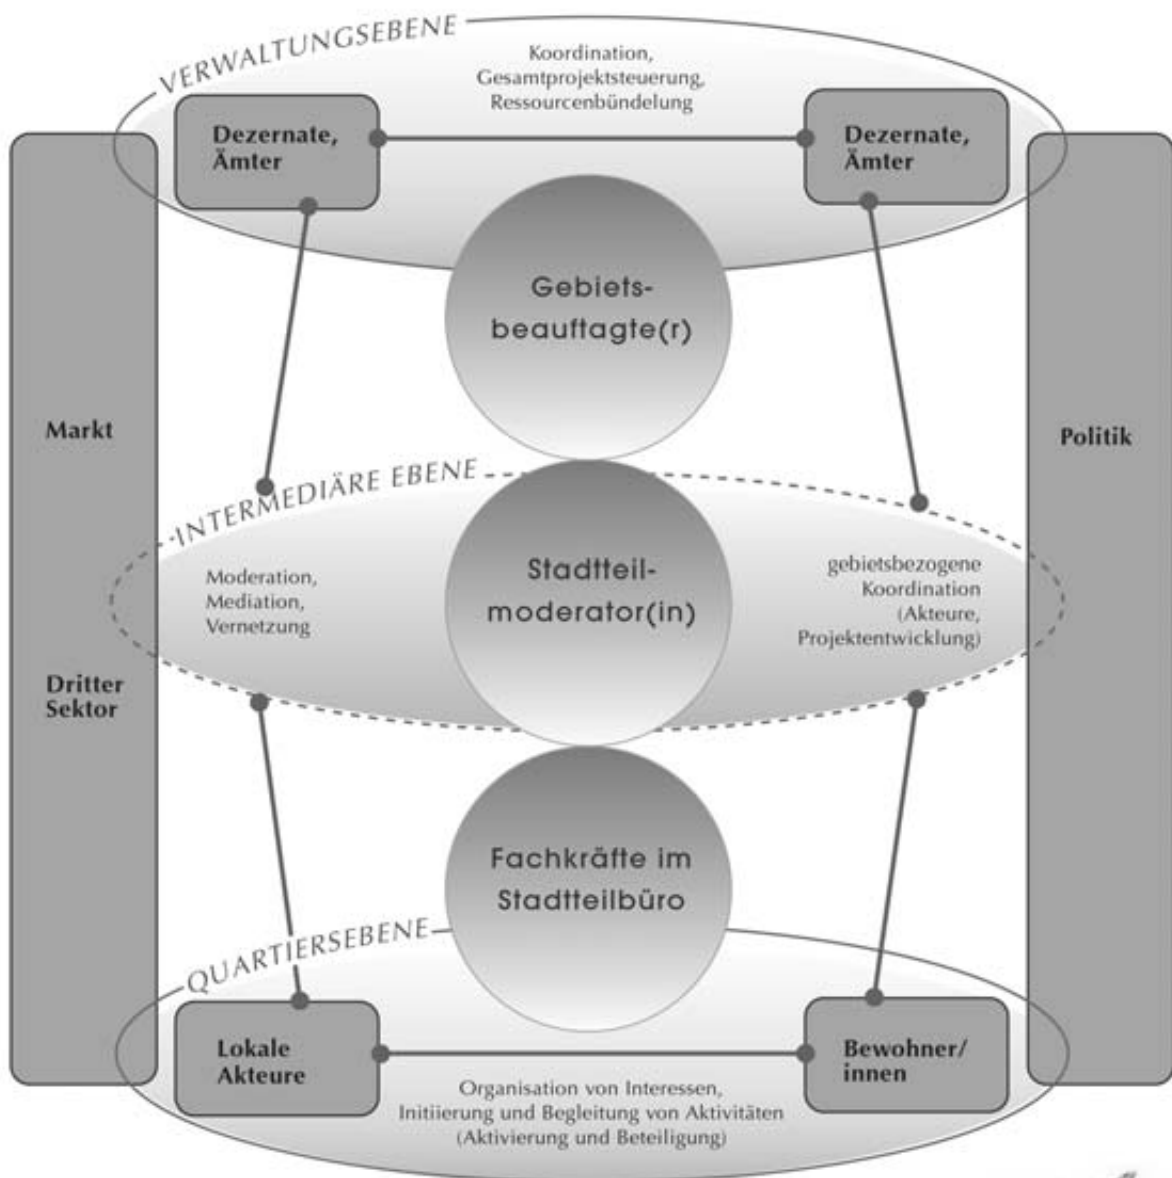 VERWALTUNGSEBENE
Koordination,
Gesamtprojektsteuerung,
Ressourcenbündelung
Dezernate,
Ämter
Dezernate,
Ämter
Gebiets-
beauftagte(r)
Markt
Politik
INTERMEDIÄRE EBENE
Moderation,
Mediation,
Vernetzung
Stadtteil-
moderator(in)
gebietsbezogene
Koordination
(Akteure,
Projektentwicklung)
Dritter
Sektor
Fachkräfte im
Stadtteilbüro
QUARTIERSEBENE
Lokale
Akteure
Bewohner/
innen
Organisation von Interessen,
Initiierung und Begleitung von Aktivitäten
(Aktivierung und Beteiligung)